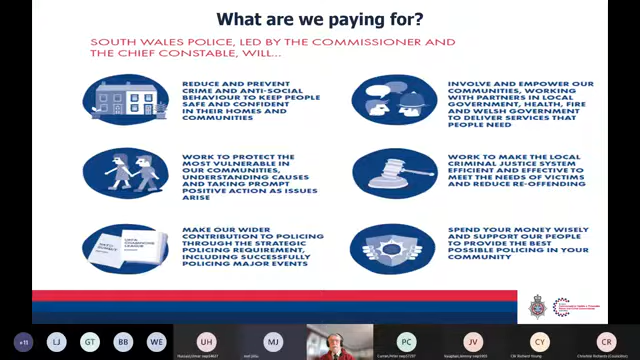 What are we paying for?
SOUTH WALES POLICE, LED BY THE COMMISSIONER AND
THE CHIEF CONSTABLE, WILL...
REDUCE AND PREVENT
CRIME AND ANTI-SOCIAL
BEHAVIOUR TO KEEP PEOPLE
SAFE AND CONFIDENT
IN THEIR HOMES AND
COMMUNITIES
INVOLVE AND EMPOWER OUR
COMMUNITIES, WORKING
WITH PARTNERS IN LOCAL
GOVERNMENT, HEALTH, FIRE
AND WELSH GOVERNMENT
TO DELIVER SERVICES THAT
PEOPLE NEED
WORK TO PROTECT THE
MOST VULNERABLE IN
OUR COMMUNITIES,
UNDERSTANDING CAUSES
AND TAKING PROMPT
POSITIVE ACTION AS ISSUES
ARISE
WORK TO MAKE THE LOCAL
CRIMINAL JUSTICE SYSTEM
EFFICIENT AND EFFECTIVE TO
MEET THE NEEDS OF VICTIMS
AND REDUCE RE-OFFENDING
MAKE OUR WIDER
CONTRIBUTION TO POLICING
THROUGH THE STRATEGIC
POLICING REQUIREMENT,
INCLUDING SUCCESSFULLY
POLICING MAJOR EVENTS
SPEND YOUR MONEY WISELY
AND SUPPORT OUR PEOPLE
TO PROVIDE THE BEST
POSSIBLE POLICING IN YOUR
COMMUNITY
+11 LJ GT BB WE UH MJ PC JV CY CR